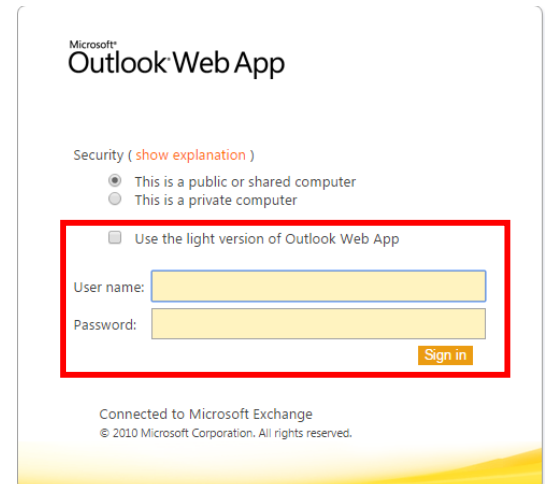 Microsoft®
Outlook Web App
Security ( show explanation )
This is a public or shared computer
This is a private computer
Use the light version of Outlook Web App
User name:
Password:
Sign in
Connected to Microsoft Exchange
© 2010 Microsoft Corporation. All rights reserved.